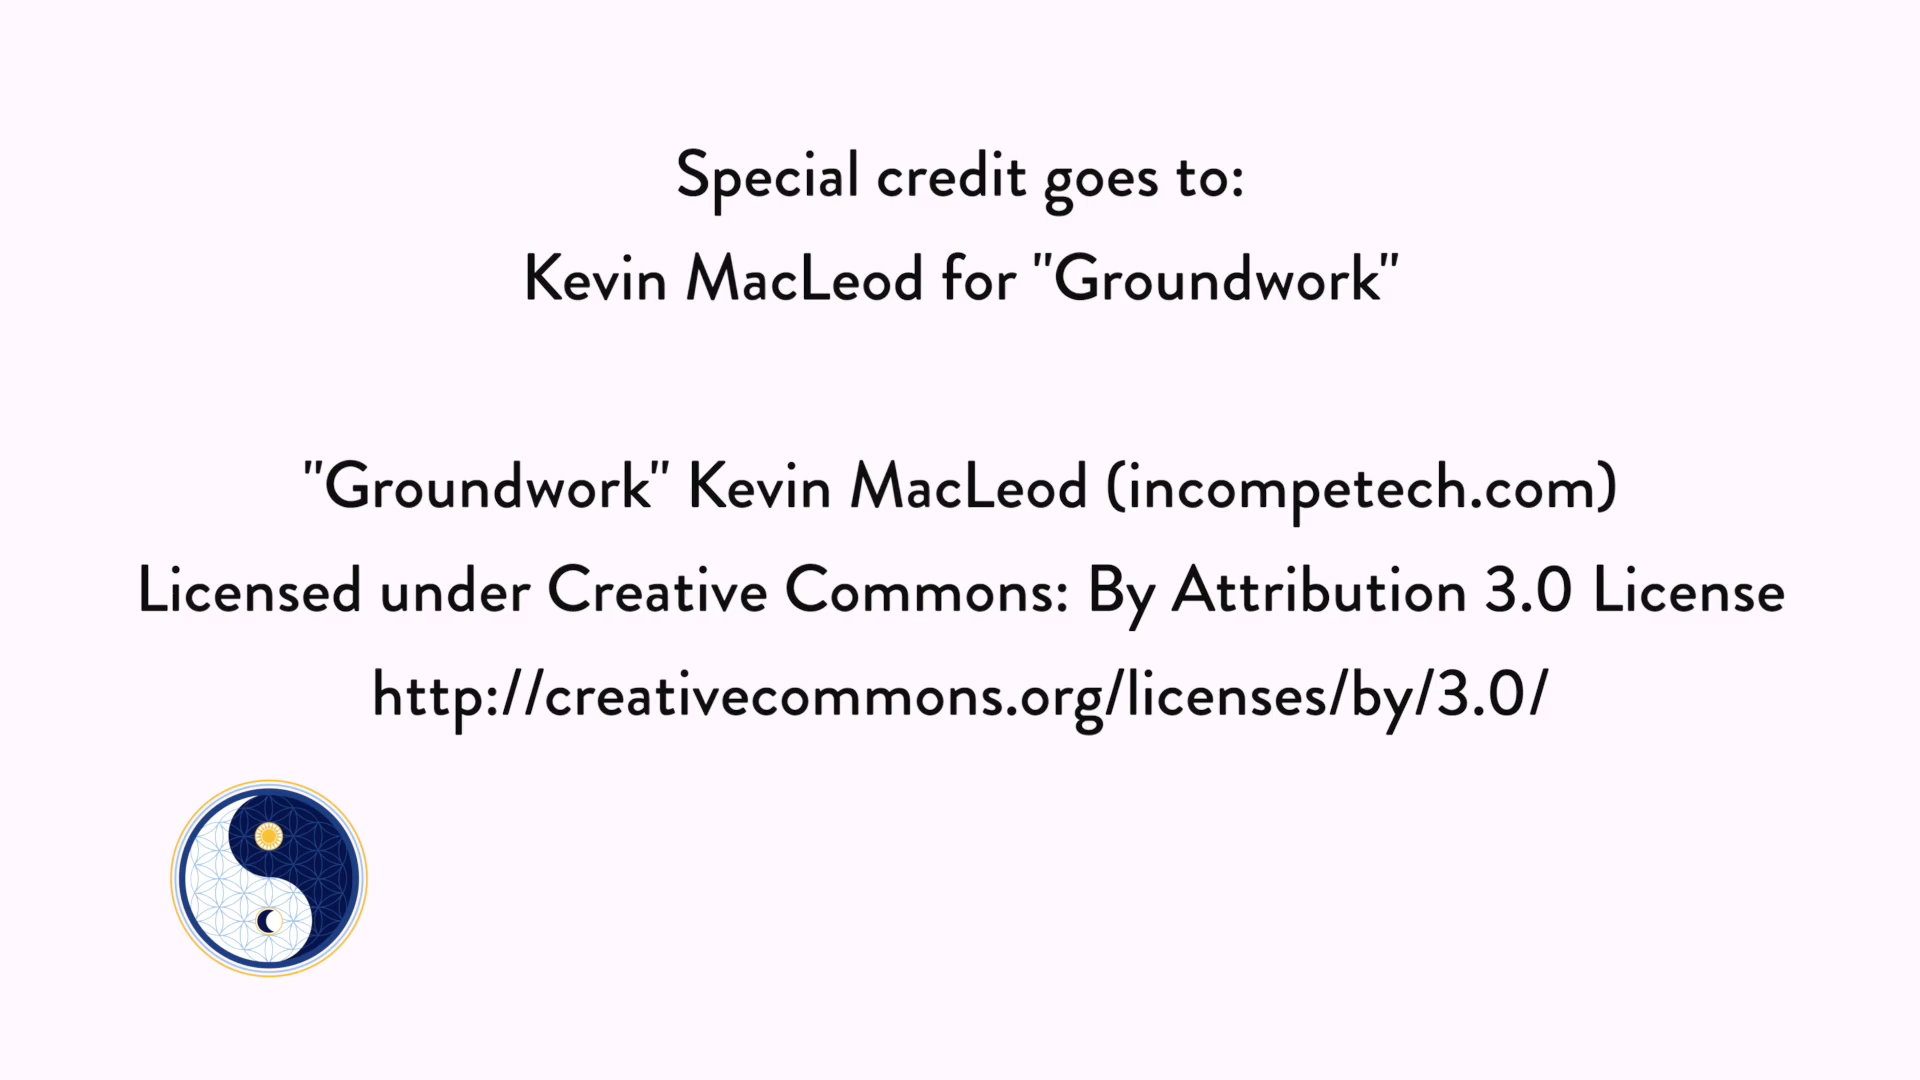 Special credit goes to:
Kevin MacLeod for "Groundwork"
"Groundwork" Kevin MacLeod (incompetech.com)
Licensed under Creative Commons: By Attribution 3.0 License
http://creativecommons.org/licenses/by/3.0/